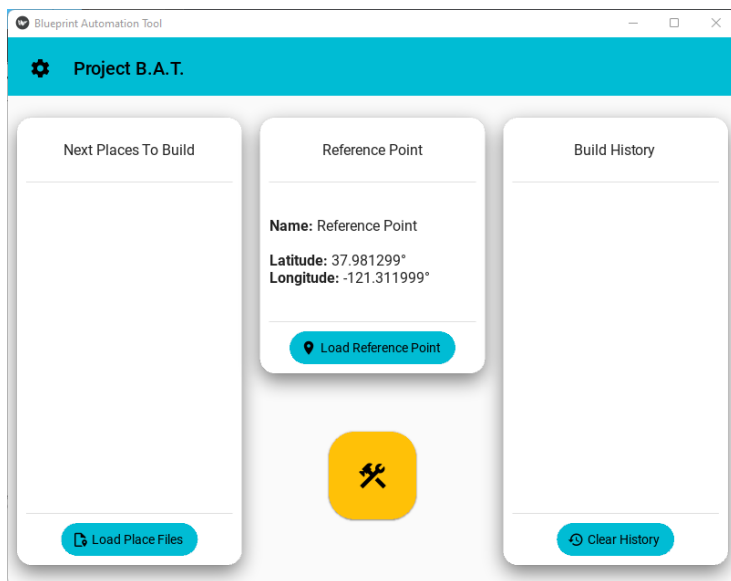 Blueprint Automation Tool
Project B.A.T.
Next Places To Build
Load Place Files
Reference Point
Name: Reference Point
Latitude: 37.981299°
Longitude: -121.311999°
Load Reference Point
Build History
Clear History